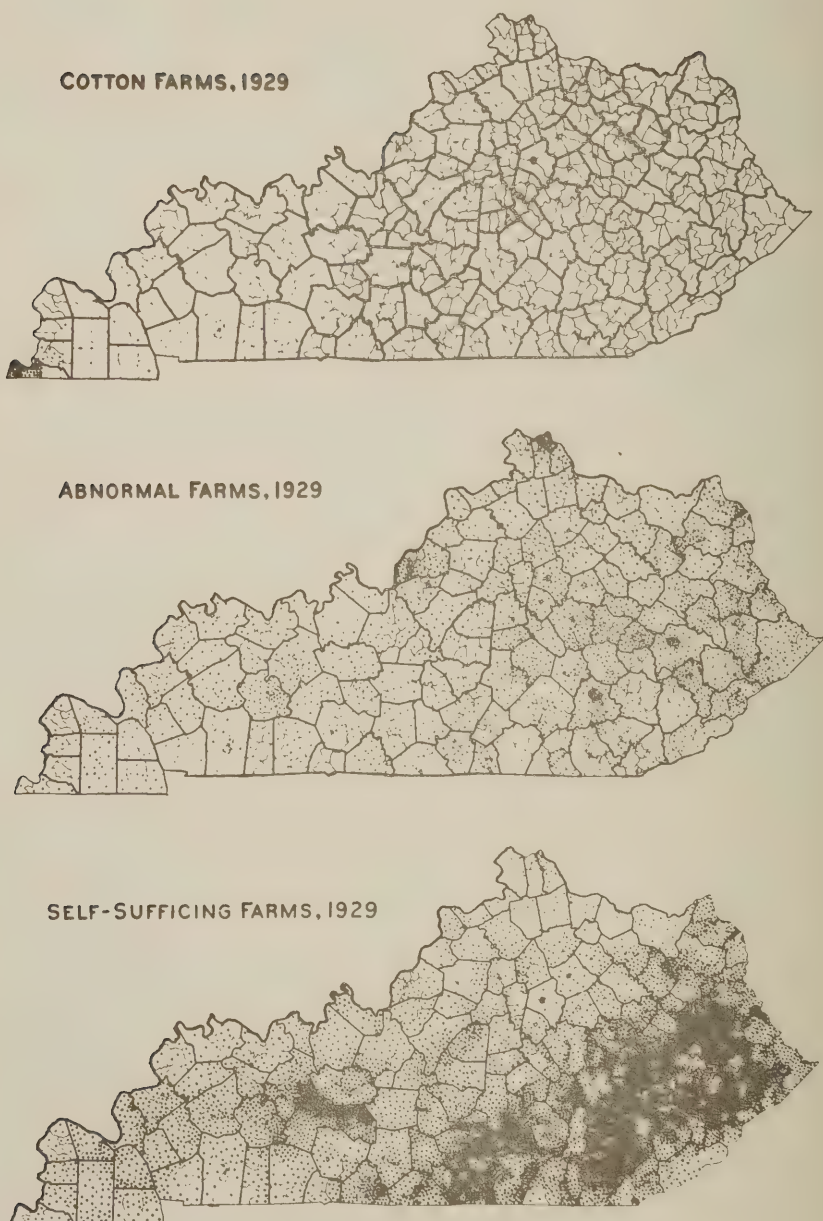 COTTON FARMS, 1929
ABNORMAL FARMS, 1929
SELF-SUFFICING FARMS, 1929